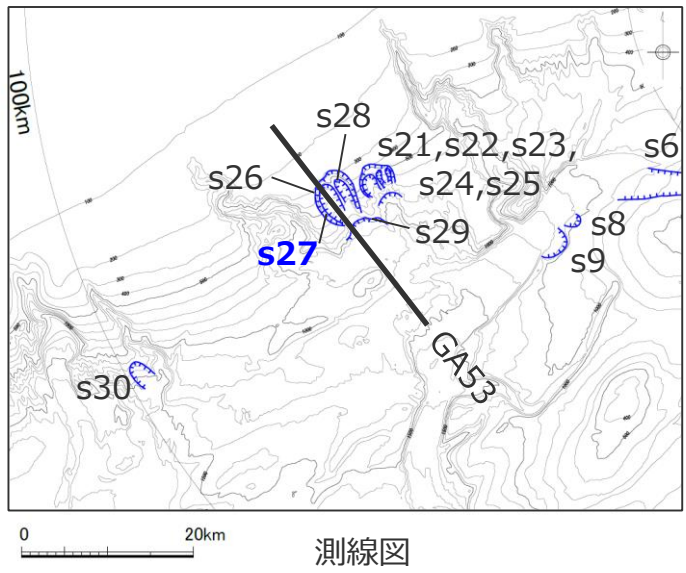 100km
s28
s21,s22,s23,
s24,s25
s6
s26
s29
s8
s9
s27
GA53
s30
0 20km
測線図